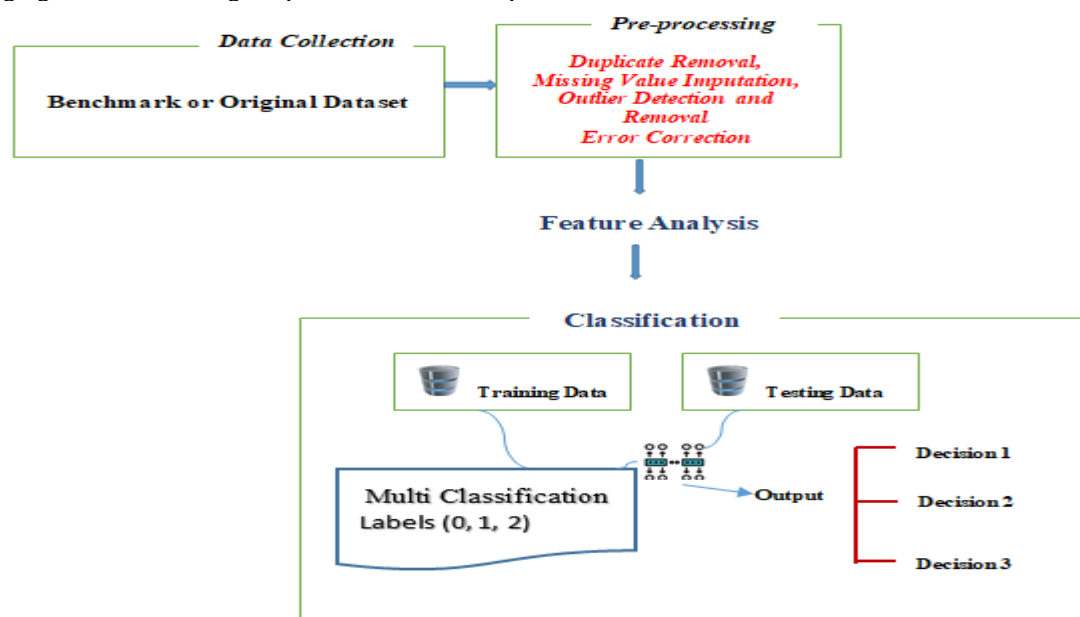 Data Collection
Benchmark or Original Dataset
Pre-processing
Duplicate Removal,
Missing Value Imputation,
Outlier Detection and
Removal
Error Correction
Feature Analysis
Classification
Training Data
Testing Data
Multi Classification
Labels (0, 1, 2)
Output
Decision 1
Decision 2
Decision 3